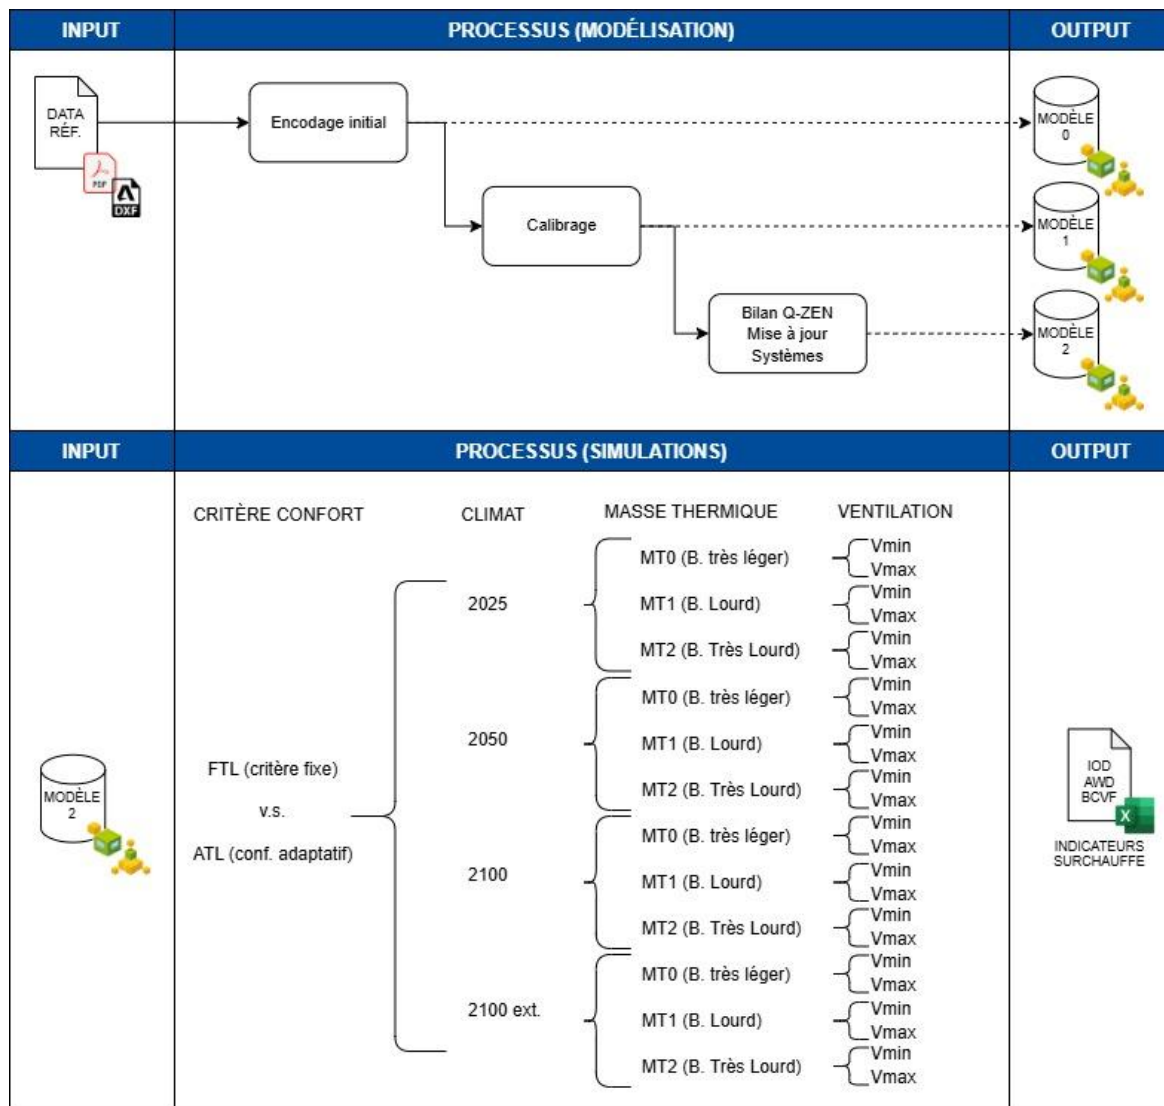 INPUT
PROCESSUS (MODÉLISATION)
OUTPUT
DATA
RÉF.
PDF
DXF
Encodage initial
MODÈLE
0
Calibrage
MODÈLE
1
Bilan Q-ZEN
Mise à jour
Systèmes
MODÈLE
2
INPUT
PROCESSUS (SIMULATIONS)
OUTPUT
CRITÈRE CONFORT
CLIMAT
MASSE THERMIQUE
VENTILATION
MODÈLE
2
FTL (critère fixe)
v.s.
ATL (conf. adaptatif)
2025
MT0 (B. très léger)
Vmin
Vmax
MT1 (B. Lourd)
Vmin
Vmax
MT2 (B. Très Lourd)
Vmin
Vmax
2050
MT0 (B. très léger)
Vmin
Vmax
MT1 (B. Lourd)
Vmin
Vmax
MT2 (B. Très Lourd)
Vmin
Vmax
2100
MT0 (B. très léger)
Vmin
Vmax
MT1 (B. Lourd)
Vmin
Vmax
MT2 (B. Très Lourd)
Vmin
Vmax
2100 ext.
MT0 (B. très léger)
Vmin
Vmax
MT1 (B. Lourd)
Vmin
Vmax
MT2 (B. Très Lourd)
Vmin
Vmax
IOD
AWD
BCVF
X
INDICATEURS
SURCHAUFFE